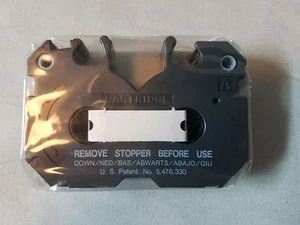 CARTRIDGE
A
REMOVE STOPPER BEFORE USE
DOWN/NED/BAS/ABWARTS/ABAJO/GIU
U. S. Patent No. 5,476,330